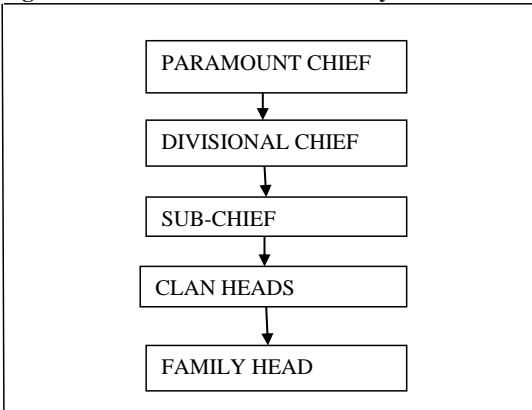 PARAMOUNT CHIEF
DIVISIONAL CHIEF
SUB-CHIEF
CLAN HEADS
FAMILY HEAD